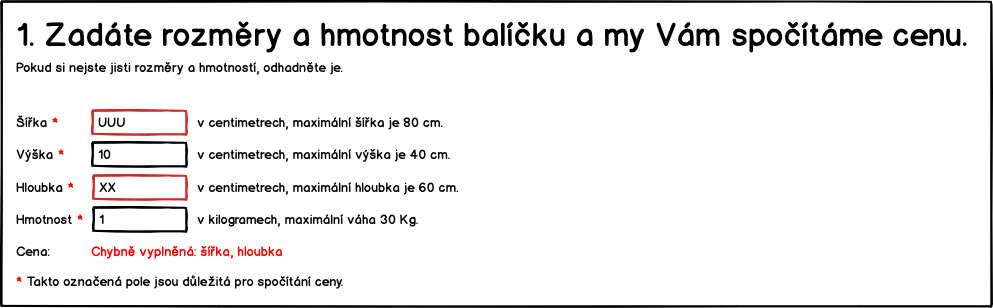 1. Zadáte rozměry a hmotnost balíčku a my Vám spočítáme cenu.
Pokud si nejste jisti rozměry a hmotností, odhadněte je.
Šířka * UUU v centimetrech, maximální šířka je 80 cm.
Výška * 10 v centimetrech, maximální výška je 40 cm.
Hloubka * XX v centimetrech, maximální hloubka je 60 cm.
Hmotnost * 1 v kilogramech, maximální váha 30 Kg.
Cena: Chybně vyplněná: šířka, hloubka
* Takto označená pole jsou důležitá pro spočítání ceny.